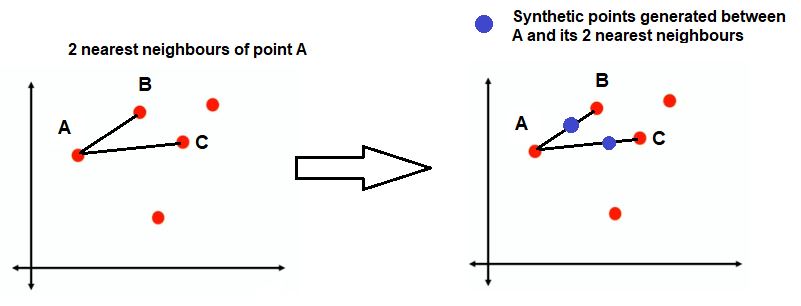 2 nearest neighbours of point A
B
A
C
Synthetic points generated between
A and its 2 nearest neighbours
B
A
C